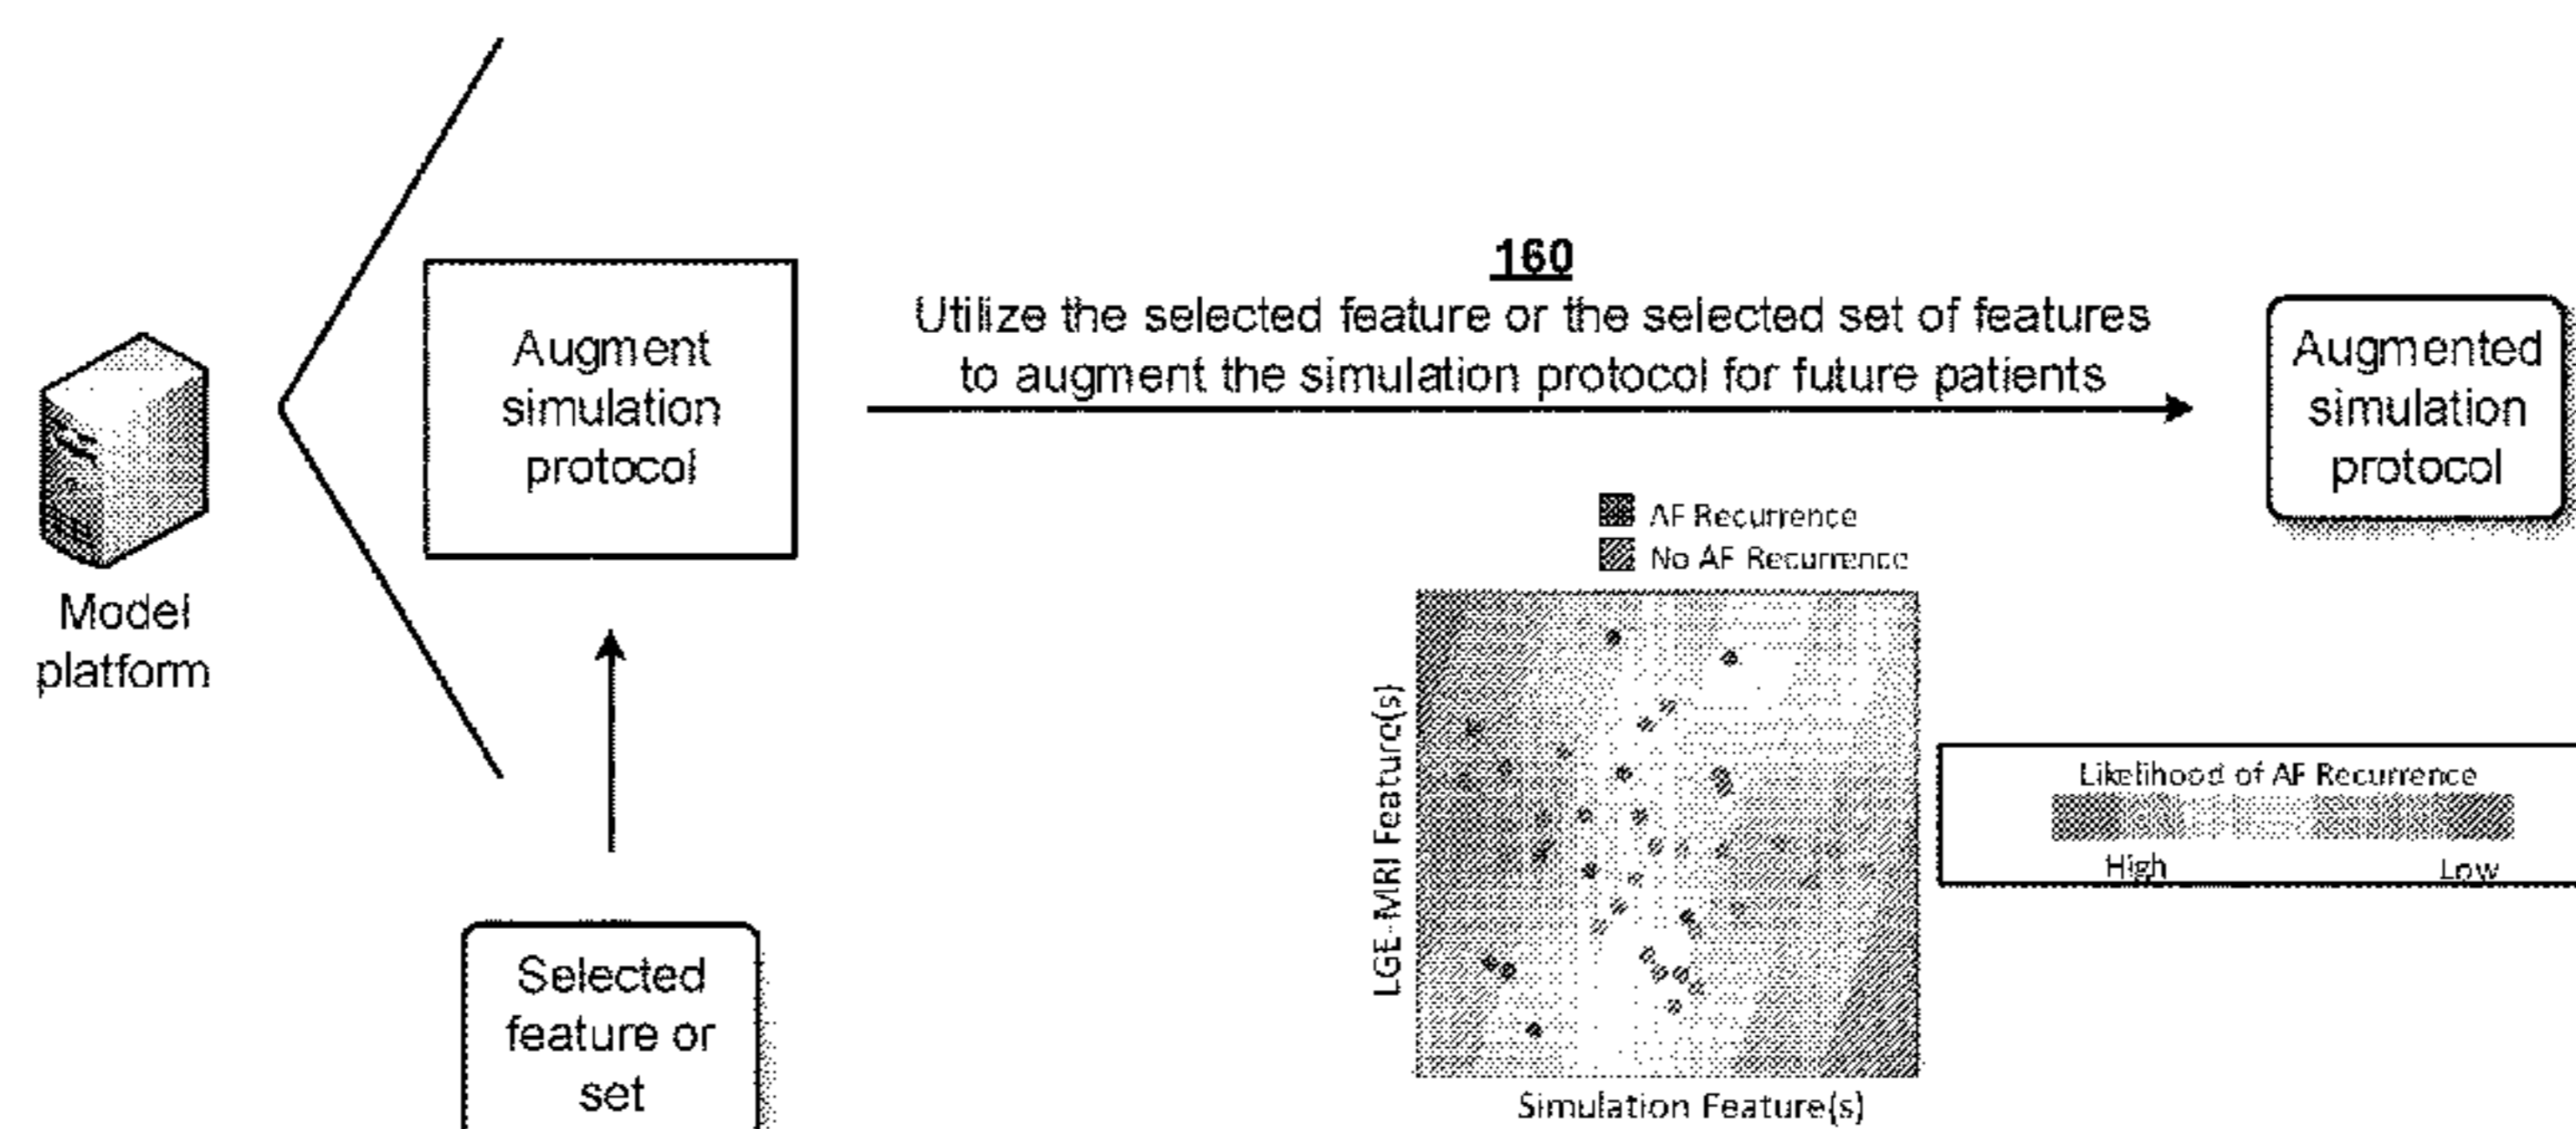 160
Utilize the selected feature or the selected set of features
to augment the simulation protocol for future patients
Augment
simulation
protocol
Augmented
simulation
protocol
Model
platform
AF Recurrence
No AF Recurrence
LGE-MRI Feature(s)
Simulation Feature(s)
Likelihood of AF Recurrence
High Low
Selected
feature or
set